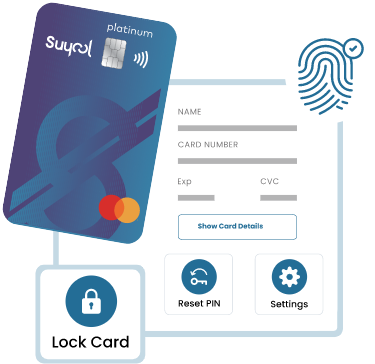 platinum
Suyool
NAME
CARD NUMBER
Exp
CVC
Show Card Details
Reset PIN
Settings
Lock Card